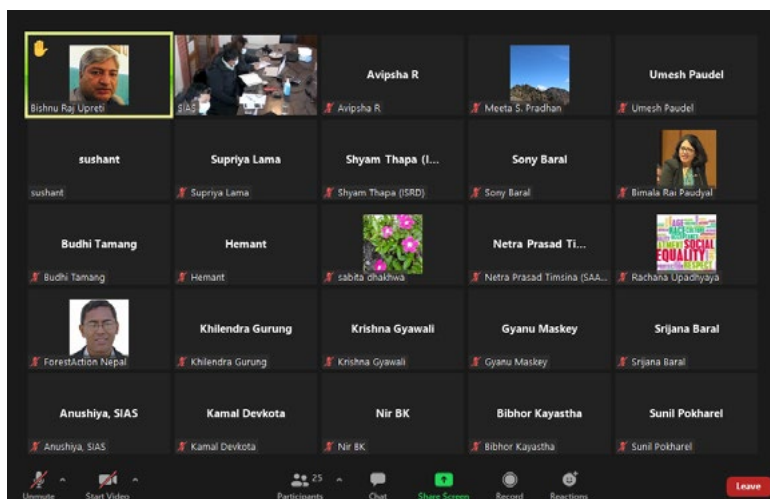 Bishnu Raj Upreti
SIAS
Avipsha R
Avipsha R
Meeta S. Pradhan
Umesh Paudel
Umesh Paudel
sushant
sushant
Supriya Lama
Supriya Lama
Shyam Thapa (I...
Shyam Thapa (ISRD)
Sony Baral
Sony Baral
Bimala Rai Paudyal
Budhi Tamang
Budhi Tamang
Hemant
Hemant
sabita dhakhwa
Netra Prasad Ti...
Netra Prasad Timsina (SAA...
SOCIAL
EQUALITY
RESPECT
Rachana Upadhyaya
ForestAction Nepal
Khilendra Gurung
Khilendra Gurung
Krishna Gyawali
Krishna Gyawali
Gyanu Maskey
Gyanu Maskey
Srijana Baral
Srijana Baral
Anushiya, SIAS
Anushiya, SIAS
Kamal Devkota
Kamal Devkota
Nir BK
Nir BK
Bibhor Kayastha
Bibhor Kayastha
Sunil Pokharel
Sunil Pokharel
Unmute
Start Video
25
Participants
Chat
Share Screen
Record
Reactions
Leave